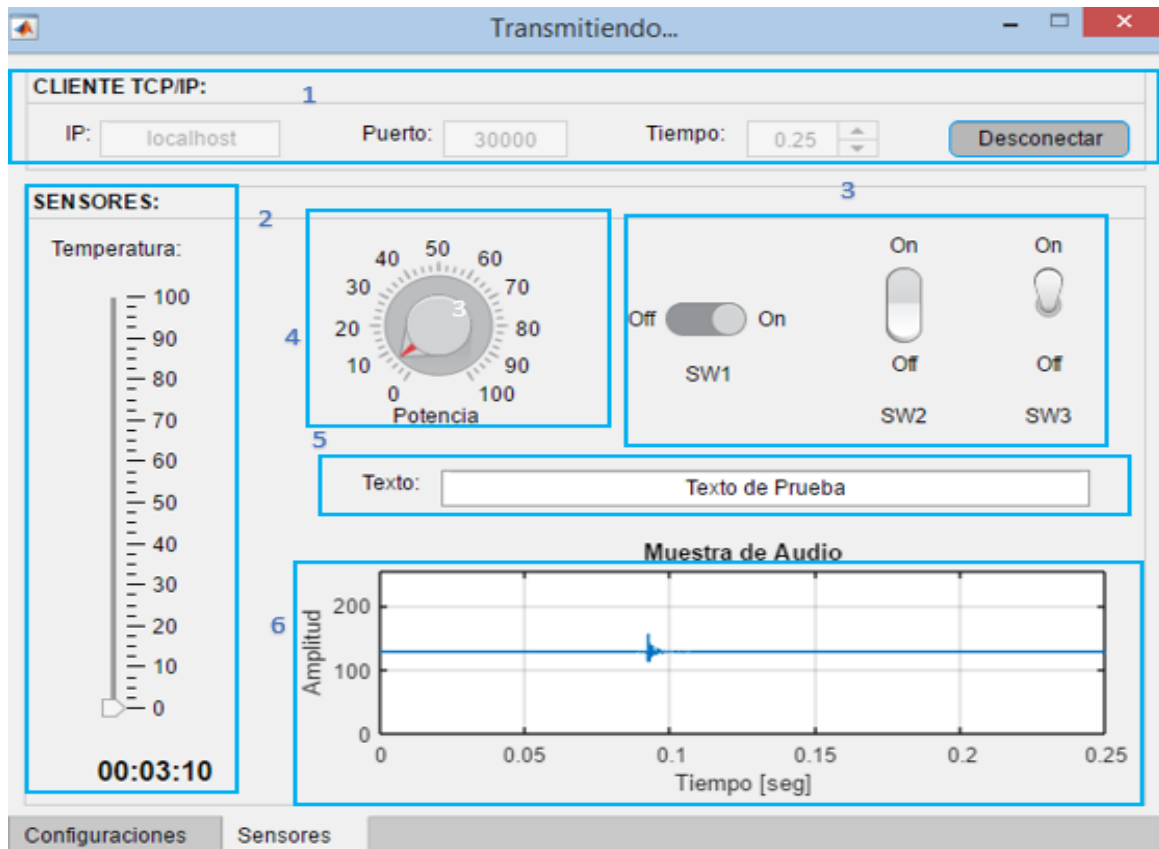 Transmitiendo...
CLIENTE TCP/IP:
1
IP: localhost Puerto: 30000 Tiempo: 0.25 Desconectar
SENSORES:
2
3
Temperatura:
100
90
80
70
60
50
40
30
20
10
0
00:03:10
4
0 10 20 30 40 50 60 70 80 90 100
3
Potencia
Off On
SW1
On
Off
SW2
On
Off
SW3
5
Texto: Texto de Prueba
Muestra de Audio
6
Amplitud
200
100
0
0 0.05 0.1 0.15 0.2 0.25
Tiempo [seg]
Configuraciones Sensores